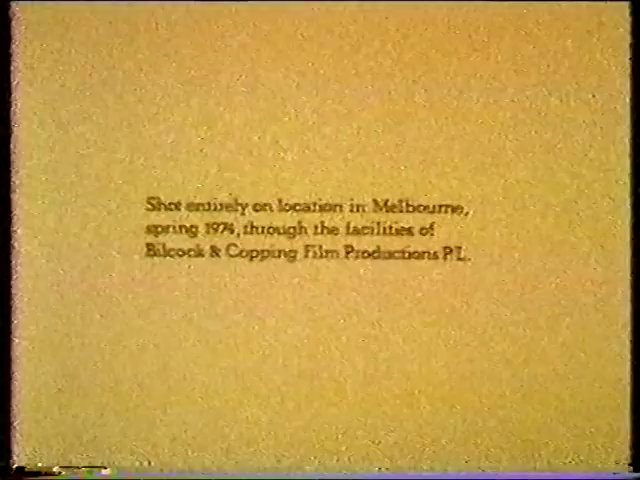 Shot entirely on location in Melbourne,
spring 1974, through the facilities of
Bilcock & Copping Film Productions P.L.